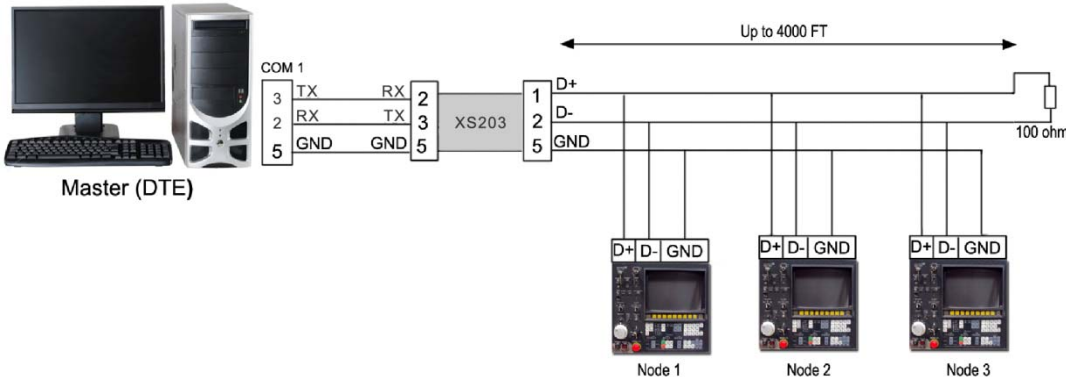 Up to 4000 FT
COM 1
3 TX RX 2
2 RX TX 3
5 GND GND 5
XS203
1 D+
2 D-
5 GND
100 ohm
Master (DTE)
D+ D- GND
D+ D- GND
D+ D- GND
Node 1
Node 2
Node 3